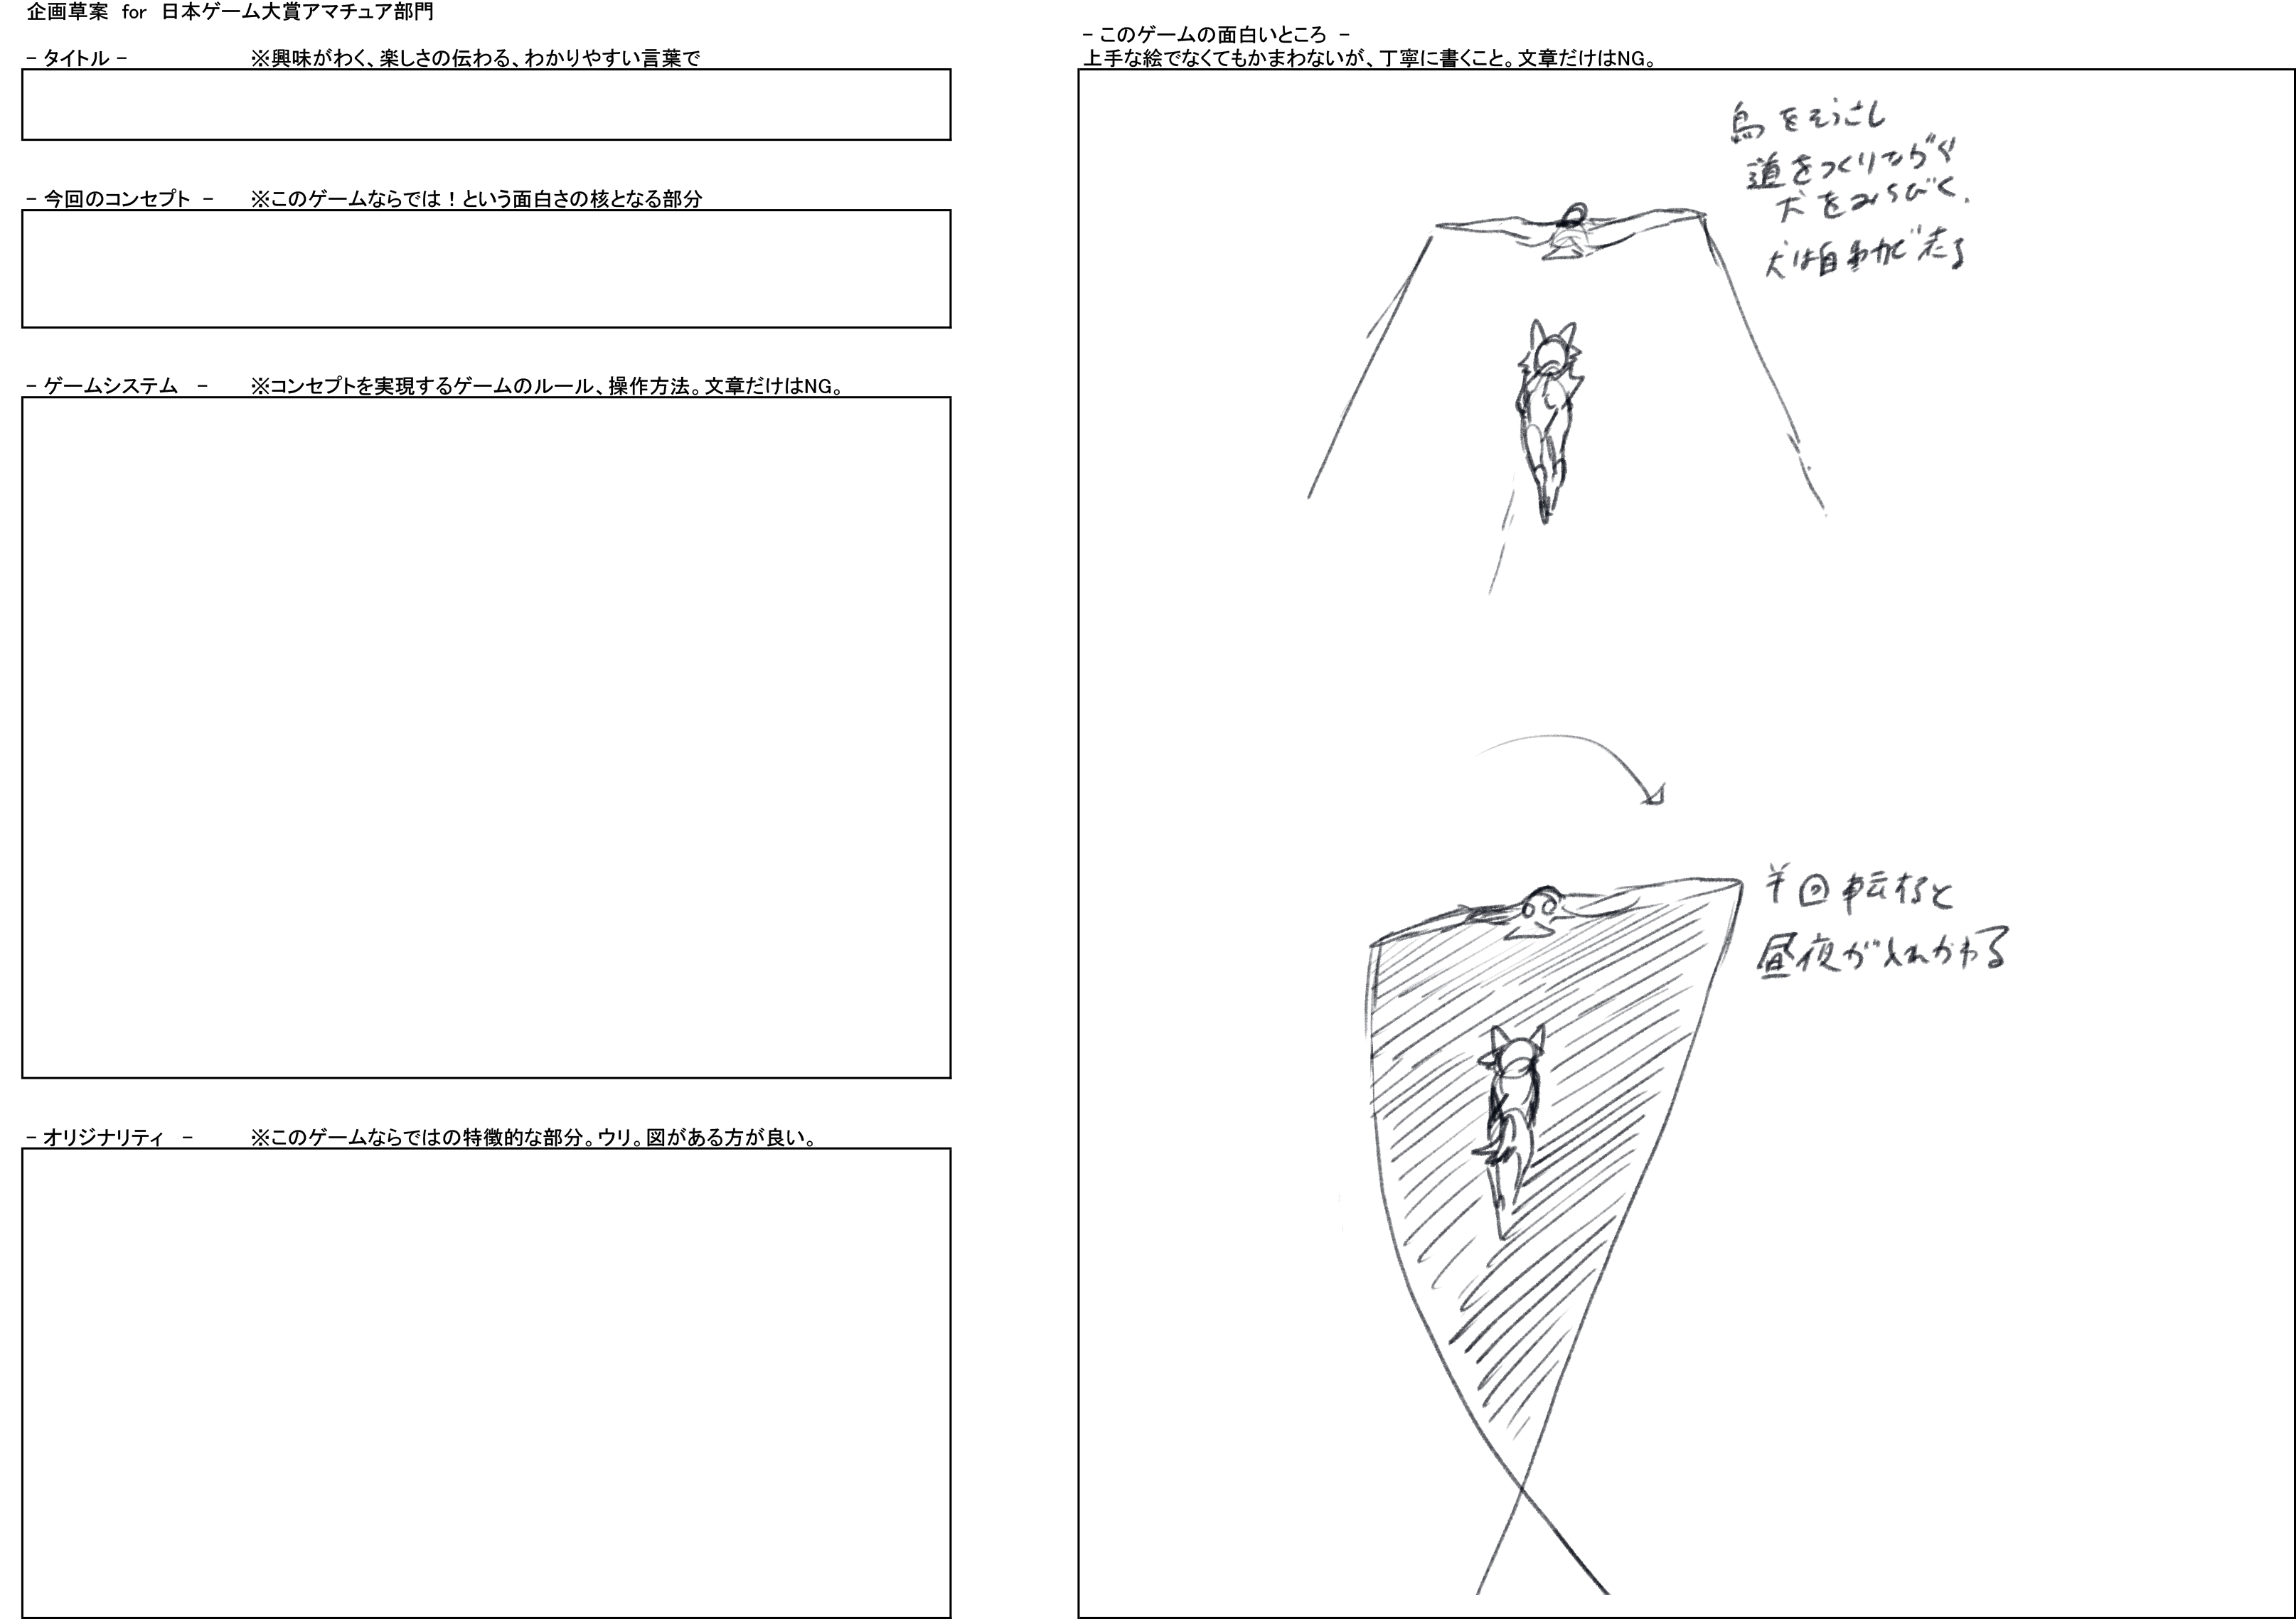 企画草案 for 日本ゲーム大賞アマチュア部門
- タイトル - ※興味がわく、楽しさの伝わる、わかりやすい言葉で
- 今回のコンセプト - ※このゲームならでは！という面白さの核となる部分
- ゲームシステム - ※コンセプトを実現するゲームのルール、操作方法。文章だけはNG。
- オリジナリティ - ※このゲームならではの特徴的な部分。ウリ。図がある方が良い。
- このゲームの面白いところ -
上手な絵でなくてもかまわないが、丁寧に書くこと。文章だけはNG。
鳥をそうさし
道をつくりながら
犬をみちびく.
犬は自動で走る
半回転すると
昼夜が入れかわる